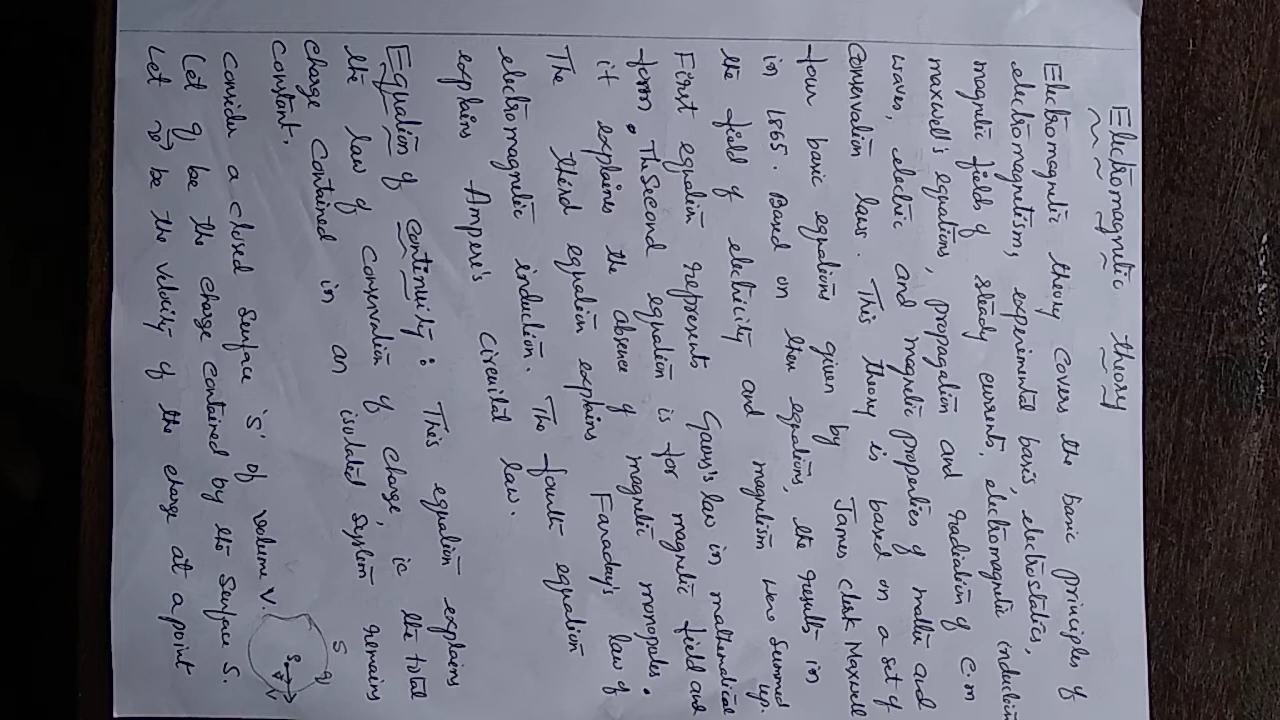 Electromagnetic theory
Electromagnetic theory covers the basic principles of
electromagnetism, experimental basis, electrostatics,
magnetic fields of steady currents, electromagnetic induction
maxwell's equations, propagation and radiation of e.m
waves, electric and magnetic properties of matter and
Conservation laws. This theory is based on a set of
four basic equations given by James clerk Maxwell
in 1865. Based on then equations, the results in
the field of electricity and magnetism were summed up.
First equation represents Gauss's law in mathematical
form. The Second equation is for magnetic field and
it explains the absence of magnetic monopoles.
The third equation explains Faraday's law of
electromagnetic induction. The fourth equation
explains Ampere's Circuital law.
Equation of Continuity: This equation explains
the law of conservation of charge, ie the total
charge contained in an isolated system remains
constant.
Consider a closed surface 'S' of volume V.
Let q be the charge contained by the surface S.
Let v be the velocity of the charge at a point
S
q